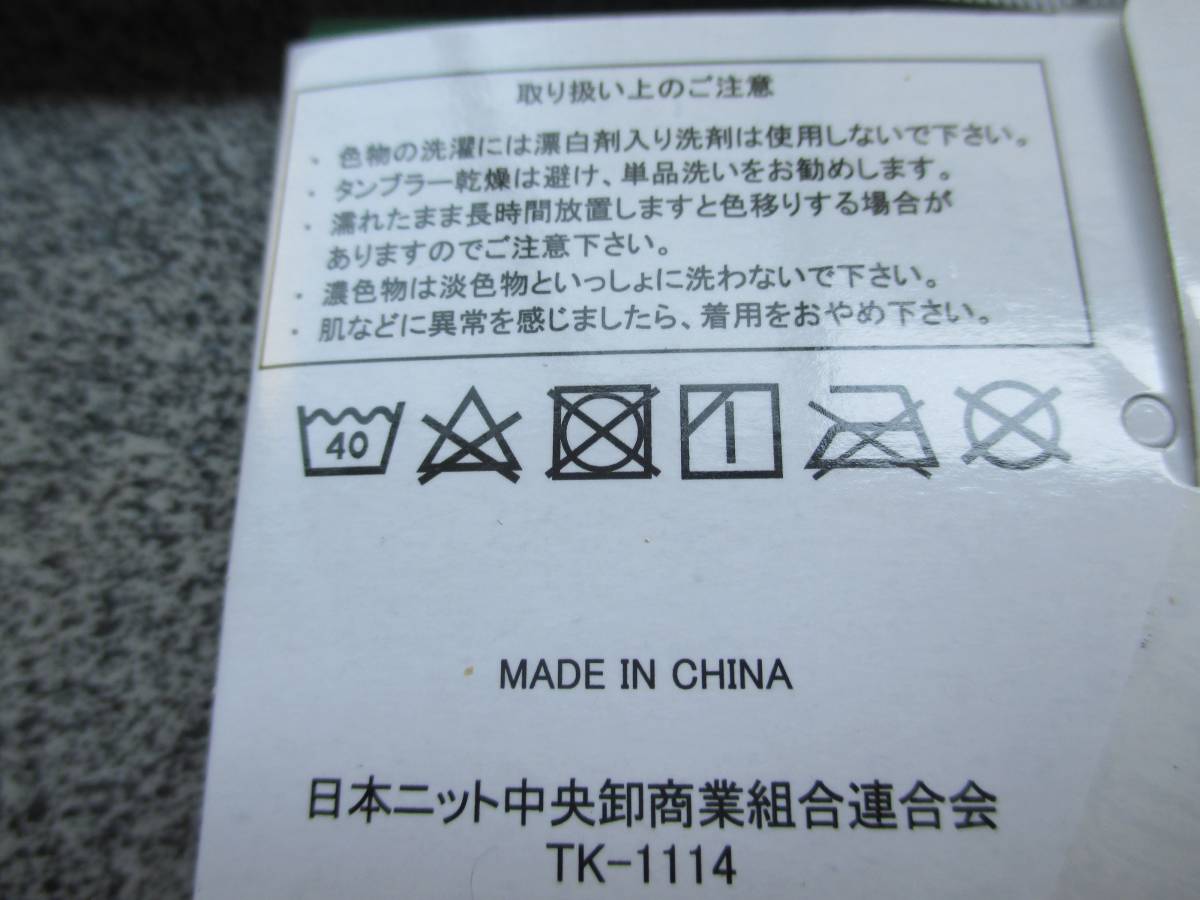 取り扱い上のご注意
・ 色物の洗濯には漂白剤入り洗剤は使用しないで下さい。
・ タンブラー乾燥は避け、単品洗いをお勧めします。
・ 濡れたまま長時間放置しますと色移りする場合が
ありますのでご注意下さい。
・ 濃色物は淡色物といっしょに洗わないで下さい。
・ 肌などに異常を感じましたら、着用をおやめ下さい。
40
MADE IN CHINA
日本ニット中央卸商業組合連合会
TK-1114